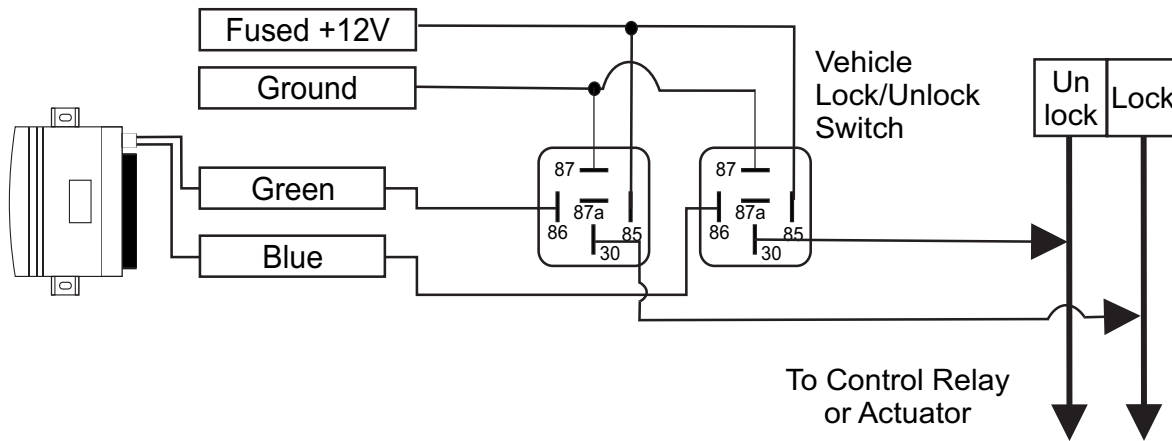 Fused +12V
Ground
Vehicle
Lock/Unlock
Switch
Un
lock
Lock
87
87a
86
85
30
87
87a
86
85
30
Green
Blue
To Control Relay
or Actuator